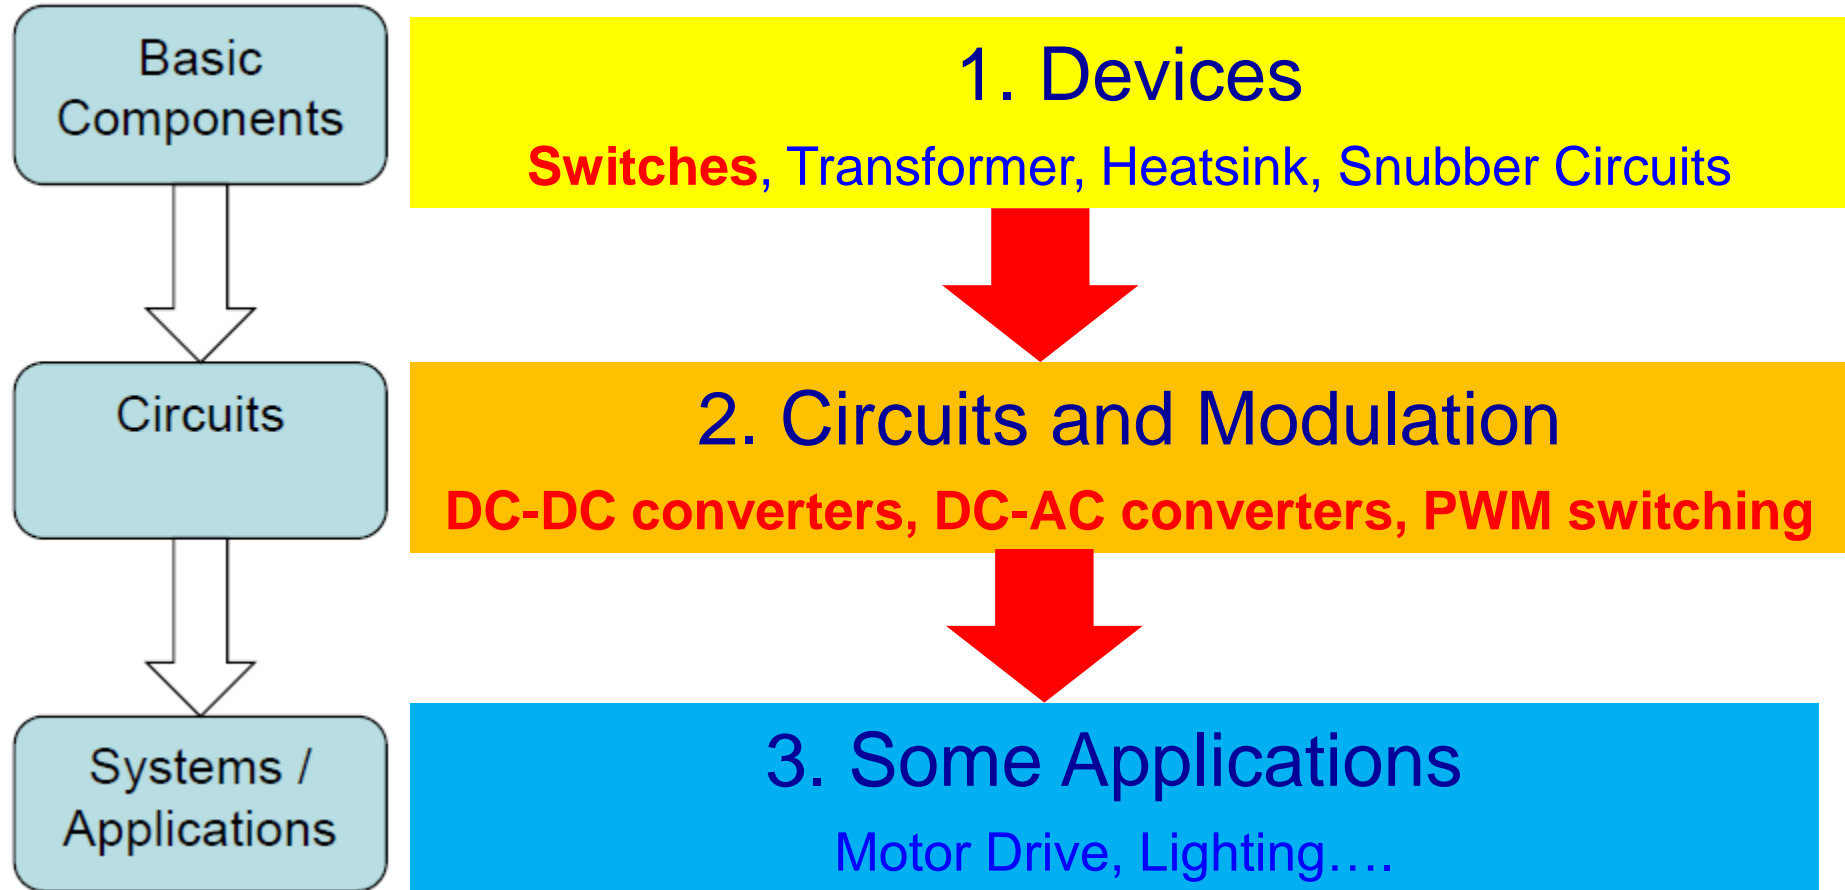 Basic
Components
1. Devices
Switches, Transformer, Heatsink, Snubber Circuits
Circuits
2. Circuits and Modulation
DC-DC converters, DC-AC converters, PWM switching
Systems /
Applications
3. Some Applications
Motor Drive, Lighting….